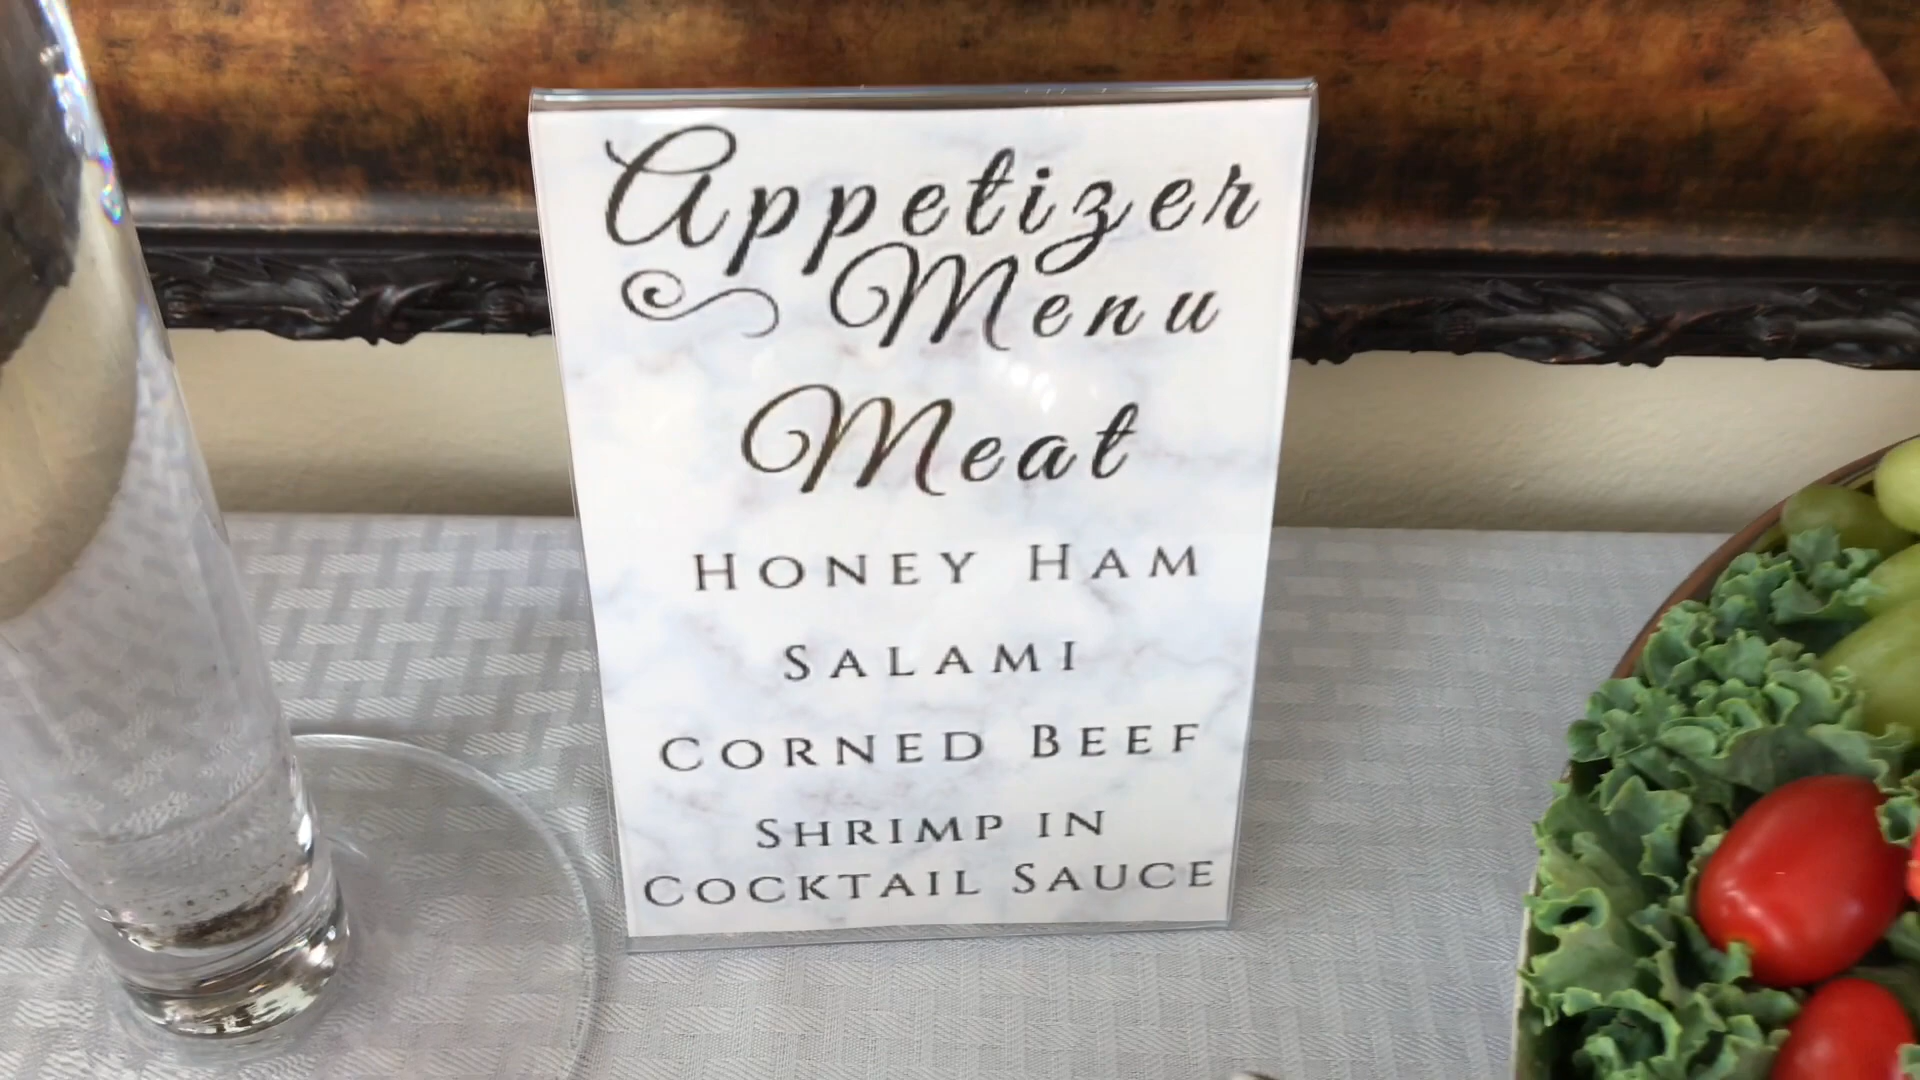 Appetizer
Menu
Meat
HONEY HAM
SALAMI
CORNED BEEF
SHRIMP IN
COCKTAIL SAUCE